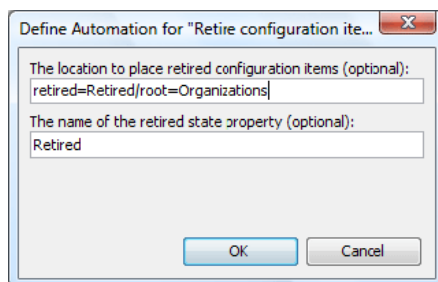 Define Automation for "Retire configuration ite...
The location to place retired configuration items (optional):
retired=Retired/root=Organizations
The name of the retired state property (optional):
Retired
OK Cancel